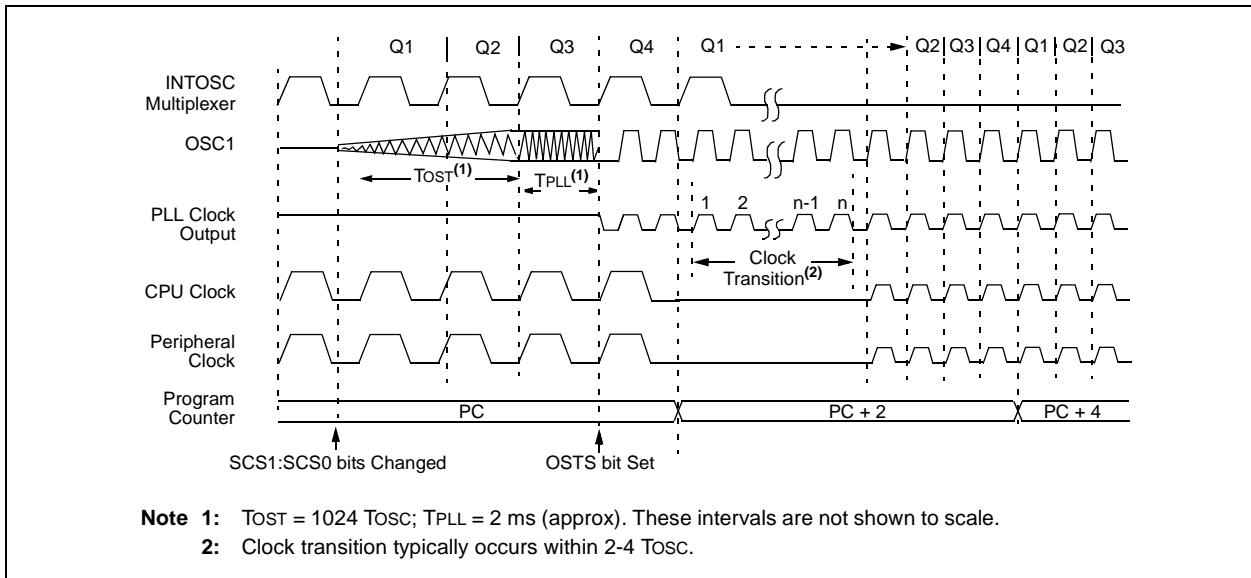 Q1 Q2 Q3 Q4 Q1 Q2 Q3 Q4 Q1 Q2 Q3
INTOSC
Multiplexer
OSC1
TOST(1)
TPLL(1)
1 2 n-1 n
PLL Clock
Output
Clock
Transition(2)
CPU Clock
Peripheral
Clock
Program
Counter
PC PC + 2 PC + 4
SCS1:SCS0 bits Changed OSTS bit Set
Note 1: TOST = 1024 TOSC; TPLL = 2 ms (approx). These intervals are not shown to scale.
2: Clock transition typically occurs within 2-4 TOSC.